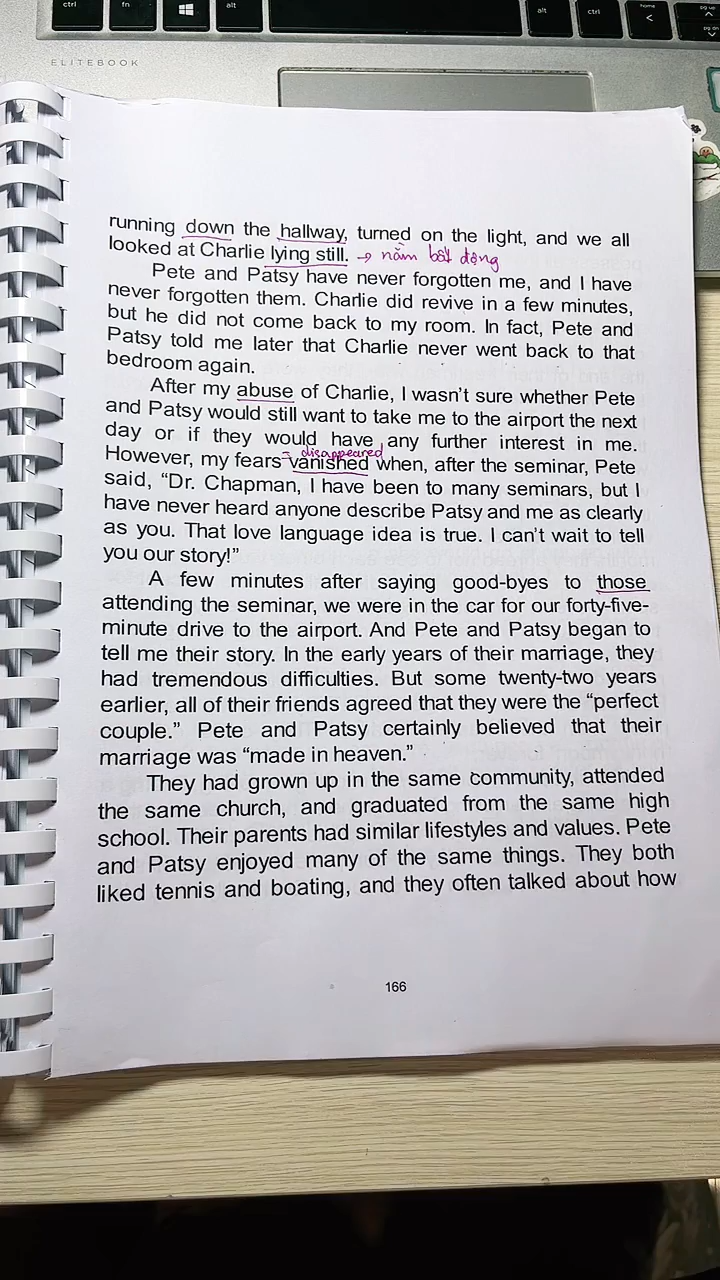 ctrl
fn
alt
alt
ctrl
home
pg up
pg dn
ELITEBOOK
running down the hallway, turned on the light, and we all
looked at Charlie lying still. → nằm bất động
Pete and Patsy have never forgotten me, and I have
never forgotten them. Charlie did revive in a few minutes,
but he did not come back to my room. In fact, Pete and
Patsy told me later that Charlie never went back to that
bedroom again.
After my abuse of Charlie, I wasn't sure whether Pete
and Patsy would still want to take me to the airport the next
day or if they would have any further interest in me.
= disappeared
However, my fears vanished when, after the seminar, Pete
said, “Dr. Chapman, I have been to many seminars, but I
have never heard anyone describe Patsy and me as clearly
as you. That love language idea is true. I can't wait to tell
you our story!”
A few minutes after saying good-byes to those
attending the seminar, we were in the car for our forty-five-
minute drive to the airport. And Pete and Patsy began to
tell me their story. In the early years of their marriage, they
had tremendous difficulties. But some twenty-two years
earlier, all of their friends agreed that they were the “perfect
couple.” Pete and Patsy certainly believed that their
marriage was “made in heaven.”
They had grown up in the same community, attended
the same church, and graduated from the same high
school. Their parents had similar lifestyles and values. Pete
and Patsy enjoyed many of the same things. They both
liked tennis and boating, and they often talked about how
166